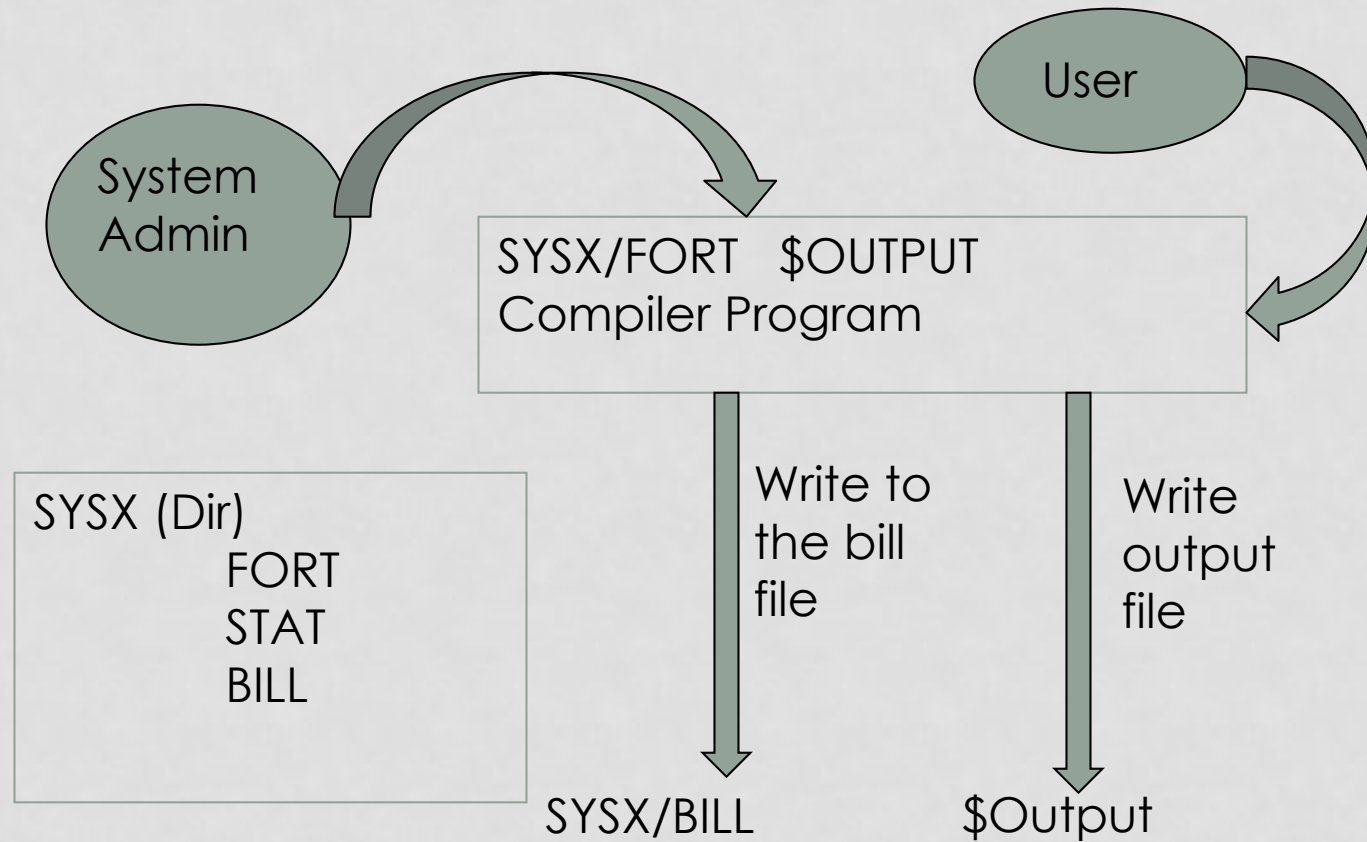 System
Admin
User
SYSX/FORT $OUTPUT
Compiler Program
SYSX (Dir)
FORT
STAT
BILL
Write to
the bill
file
Write
output
file
SYSX/BILL
$Output